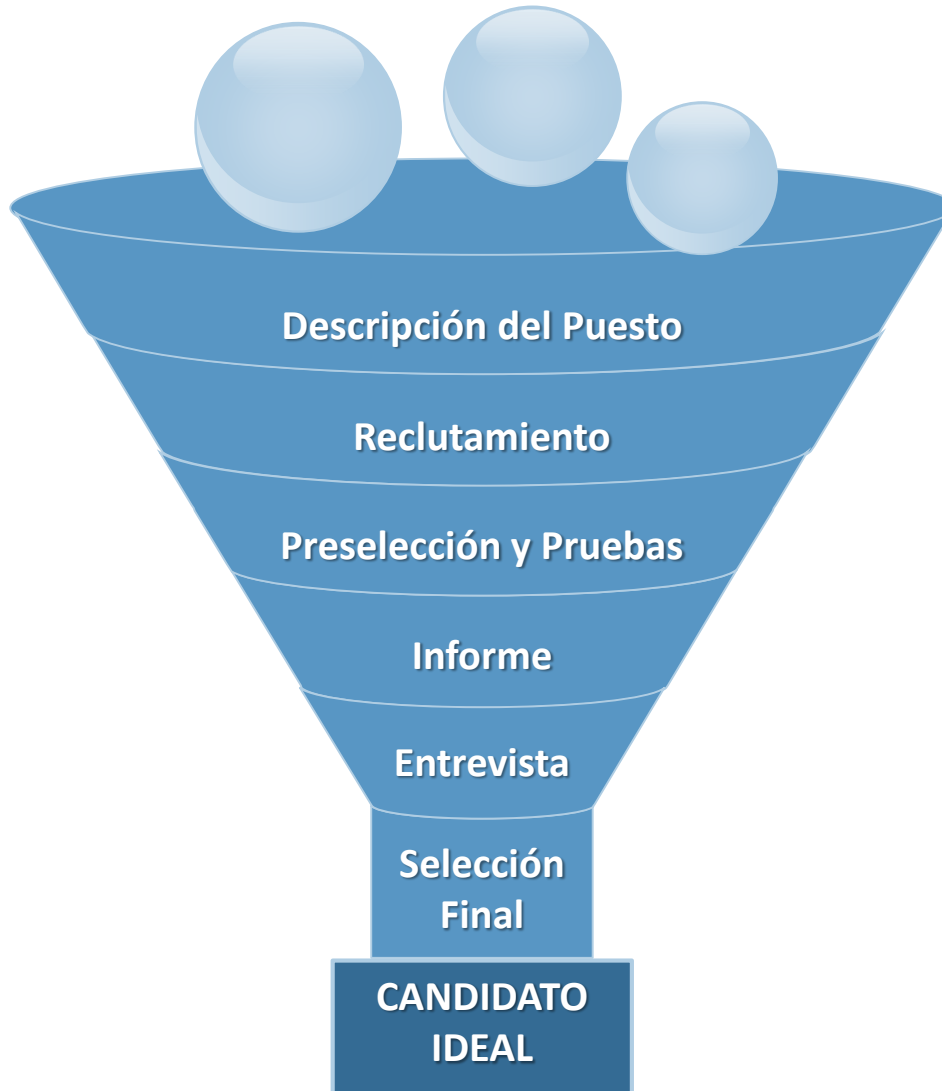 Descripción del Puesto
Reclutamiento
Preselección y Pruebas
Informe
Entrevista
Selección
Final
CANDIDATO
IDEAL